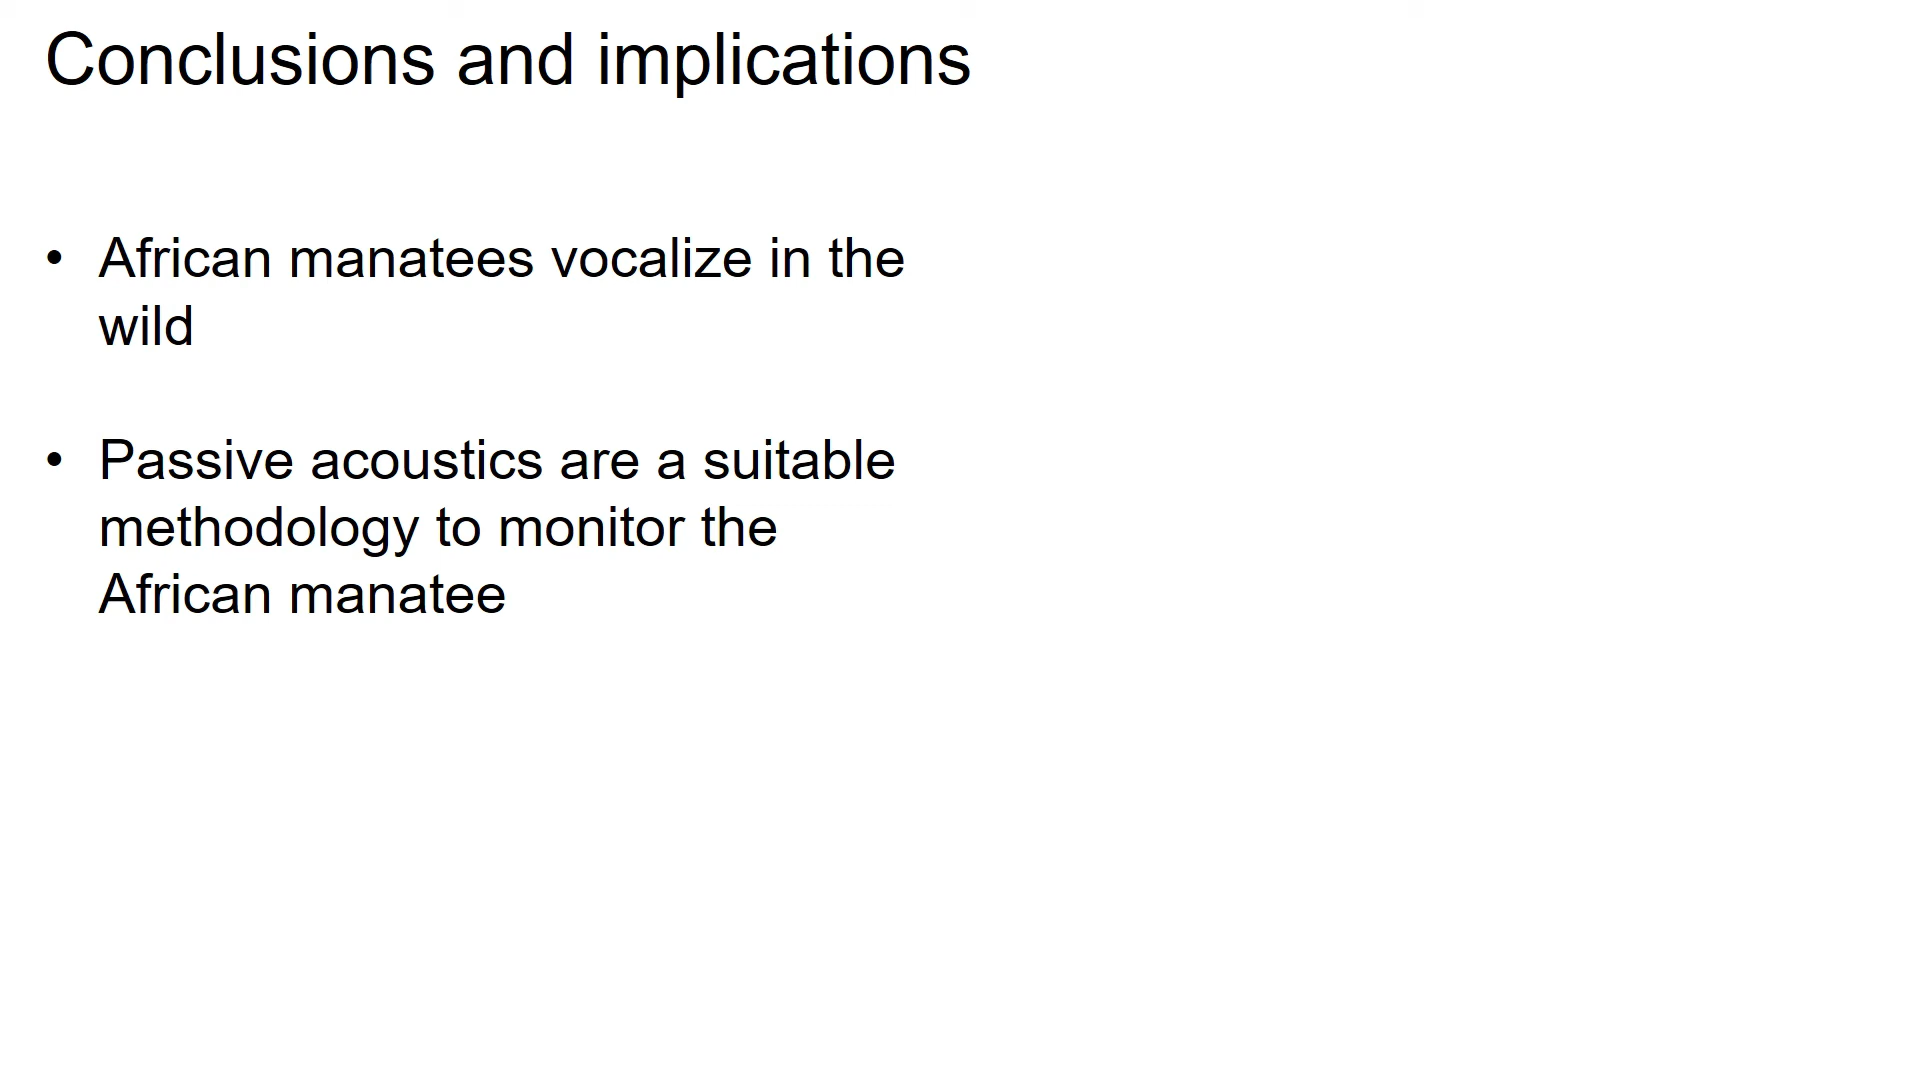 Conclusions and implications
• African manatees vocalize in the
wild
• Passive acoustics are a suitable
methodology to monitor the
African manatee